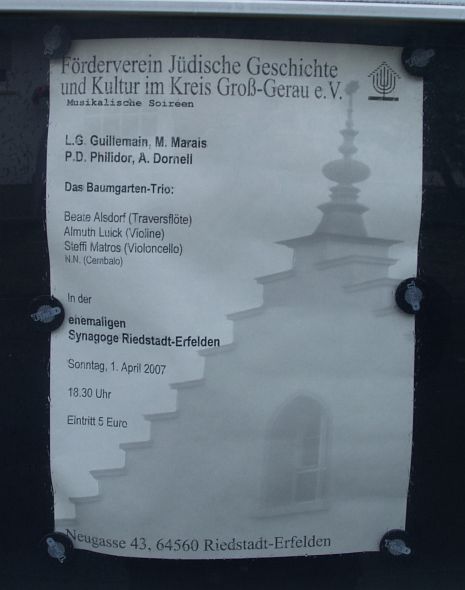 Förderverein Jüdische Geschichte
und Kultur im Kreis Groß-Gerau e.V.
Musikalische Soireen
L.G. Guillemain, M. Marais
P.D. Philidor, A. Dornell
Das Baumgarten-Trio:
Beate Alsdorf (Traversflöte)
Almuth Luick (Violine)
Steffi Matros (Violoncello)
N.N. (Cembalo)
In der
ehemaligen
Synagoge Riedstadt-Erfelden
Sonntag, 1. April 2007
18.30 Uhr
Eintritt 5 Euro
Neugasse 43, 64560 Riedstadt-Erfelden